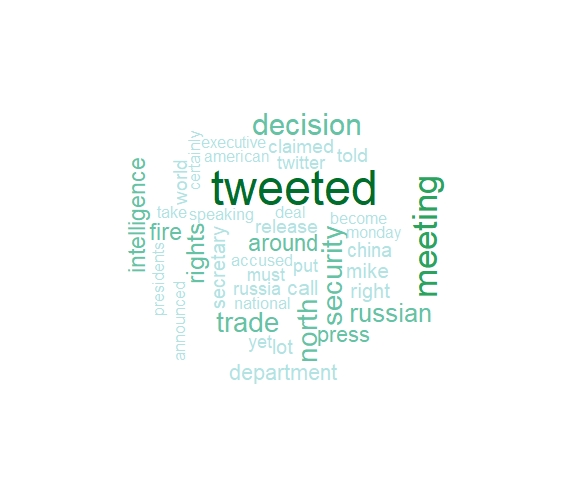 decision
executive
certainly
claimed
american
twitter
told
intelligence
world
tweeted
meeting
take
speaking
deal
become
fire
rights
release
monday
presidents
secretary
around
security
china
accused
must
put
mike
announced
russia
call
right
national
north
trade
russian
press
yet
lot
department